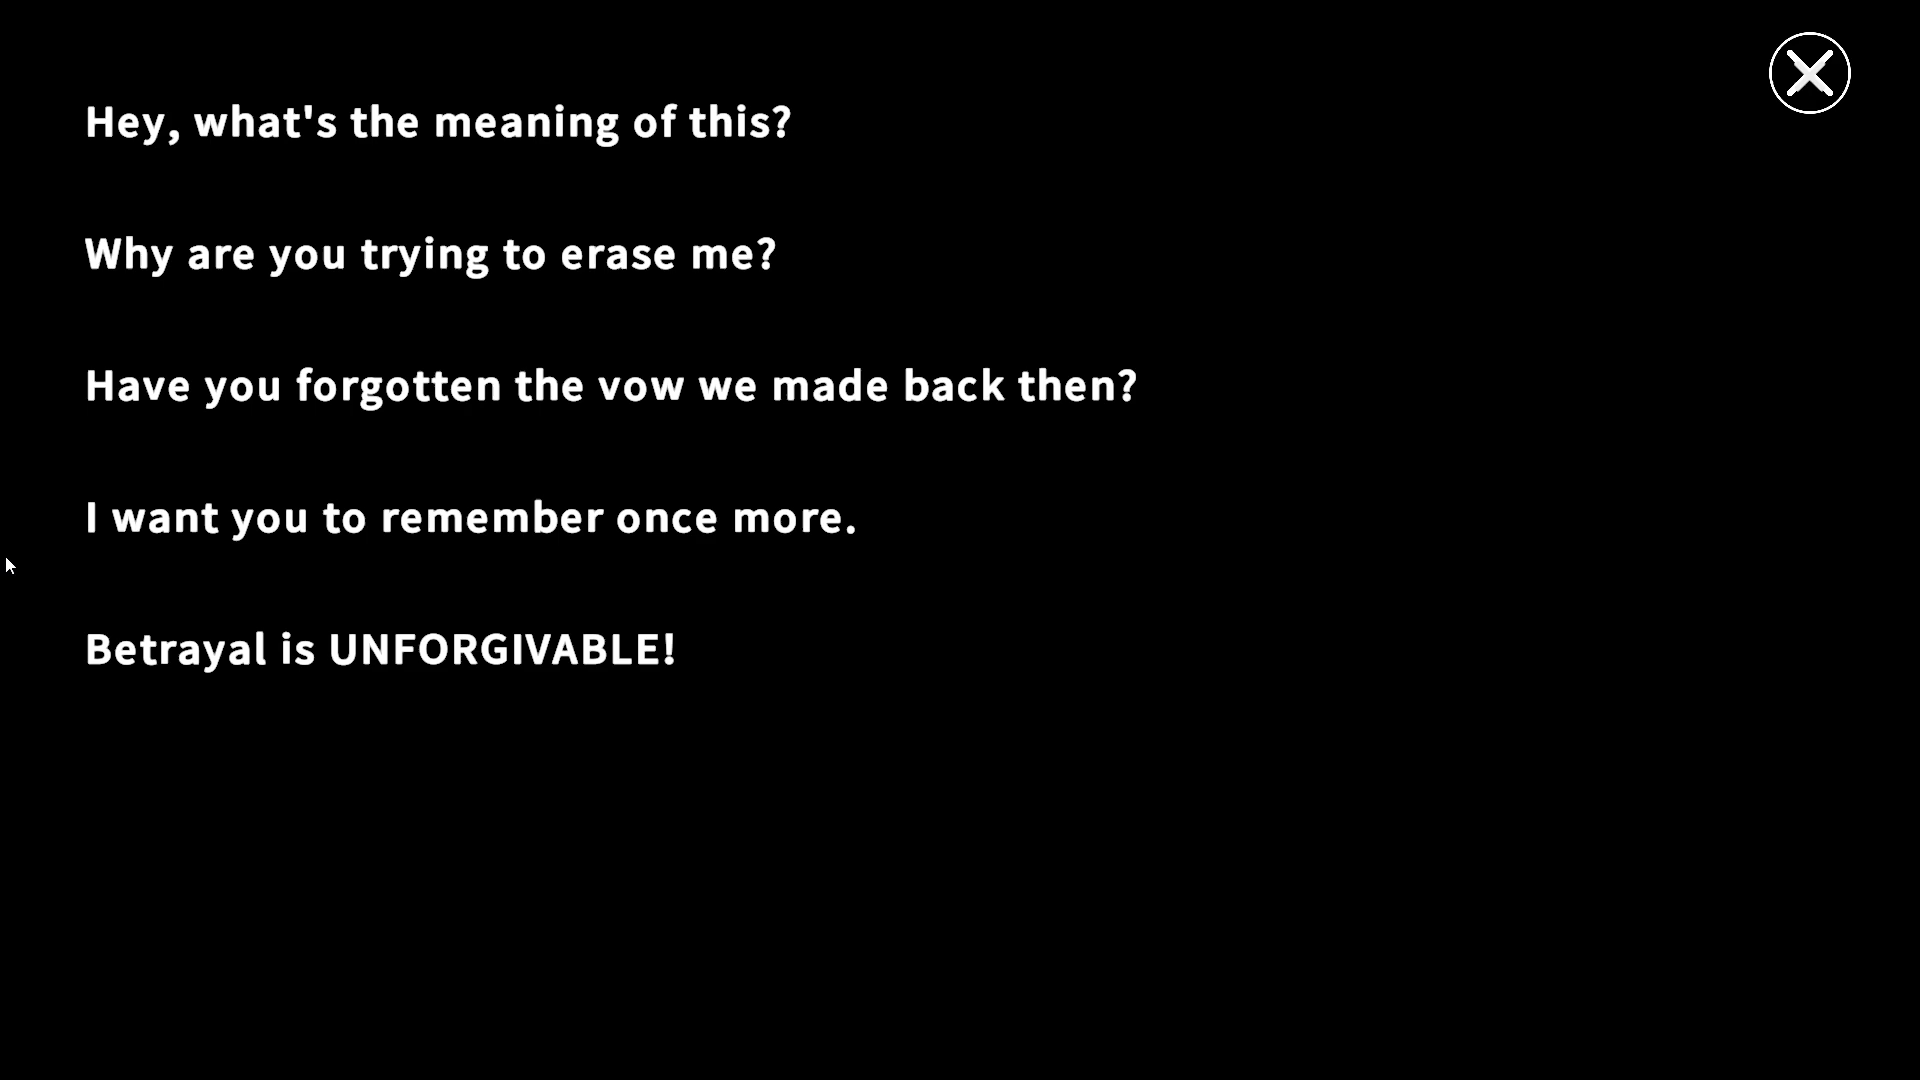 Hey, what's the meaning of this?
Why are you trying to erase me?
Have you forgotten the vow we made back then?
I want you to remember once more.
Betrayal is UNFORGIVABLE!